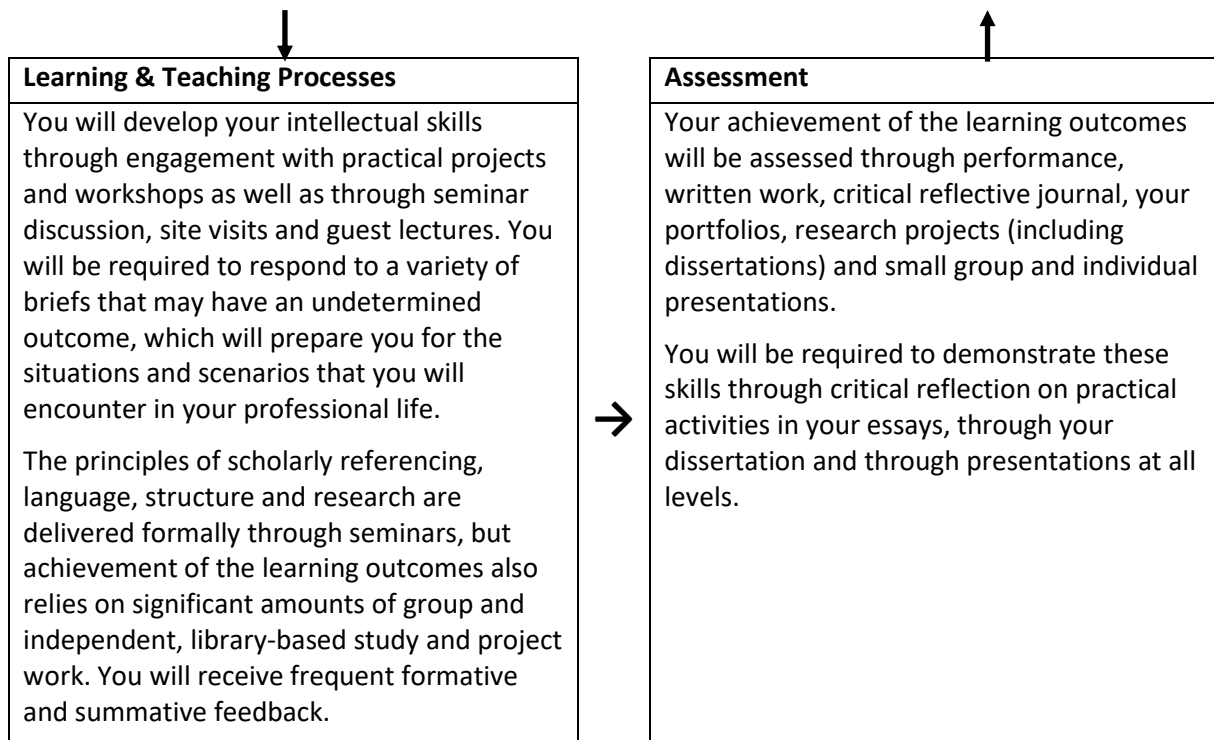 Learning & Teaching Processes
You will develop your intellectual skills
through engagement with practical projects
and workshops as well as through seminar
discussion, site visits and guest lectures. You
will be required to respond to a variety of
briefs that may have an undetermined
outcome, which will prepare you for the
situations and scenarios that you will
encounter in your professional life.
The principles of scholarly referencing,
language, structure and research are
delivered formally through seminars, but
achievement of the learning outcomes also
relies on significant amounts of group and
independent, library-based study and project
work. You will receive frequent formative
and summative feedback.
Assessment
Your achievement of the learning outcomes
will be assessed through performance,
written work, critical reflective journal, your
portfolios, research projects (including
dissertations) and small group and individual
presentations.
You will be required to demonstrate these
skills through critical reflection on practical
activities in your essays, through your
dissertation and through presentations at all
levels.